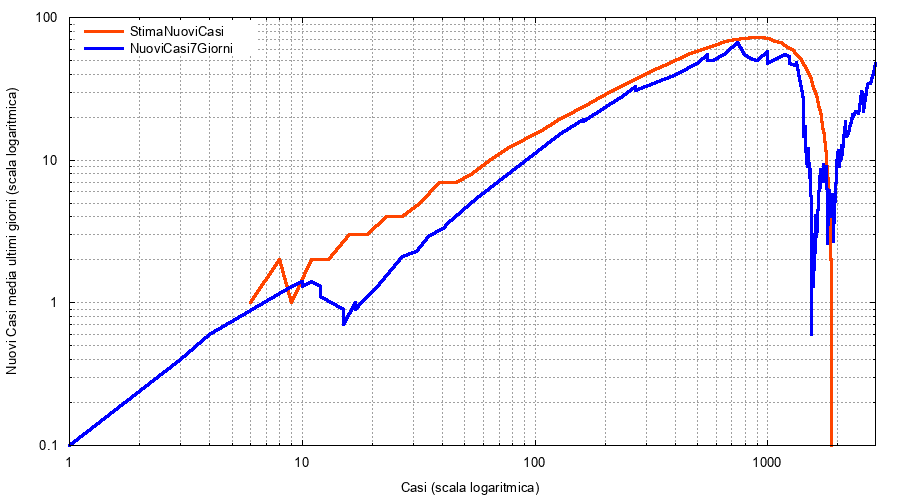 100
StimaNuoviCasi
NuoviCasi7Giorni
10
1
0.1
Nuovi Casi media ultimi giorni (scala logaritmica)
1
10
100
1000
Casi (scala logaritmica)